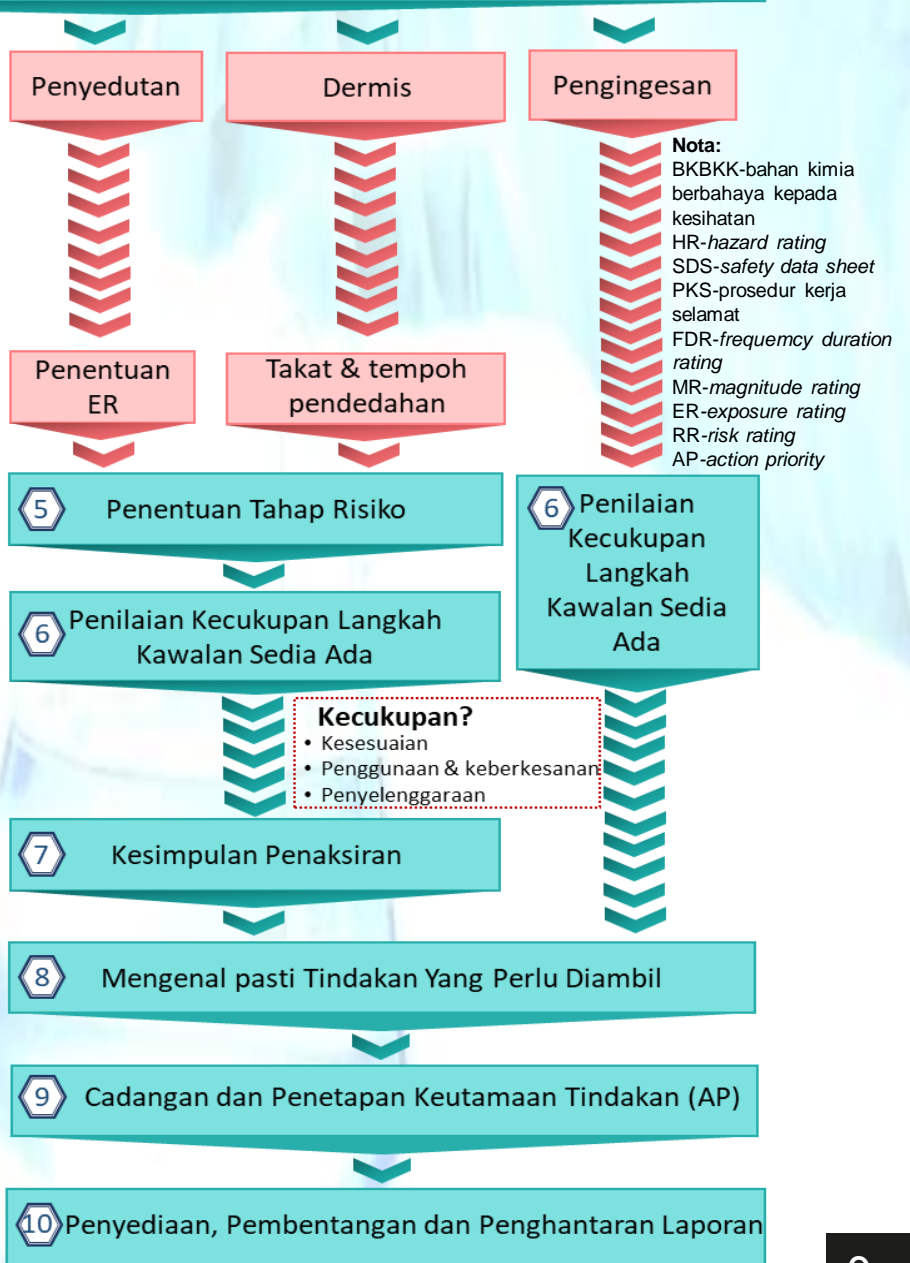 Penyedutan
Dermis
Pengingesan
Nota:
BKBKK-bahan kimia
berbahaya kepada
kesihatan
HR-hazard rating
SDS-safety data sheet
PKS-prosedur kerja
selamat
FDR-frequemcy duration
rating
MR-magnitude rating
ER-exposure rating
RR-risk rating
AP-action priority
Penentuan
ER
Takat & tempoh
pendedahan
5 Penentuan Tahap Risiko
6 Penilaian Kecukupan Langkah
Kawalan Sedia Ada
6 Penilaian
Kecukupan
Langkah
Kawalan Sedia
Ada
Kecukupan?
• Kesesuaian
• Penggunaan & keberkesanan
• Penyelenggaraan
7 Kesimpulan Penaksiran
8 Mengenal pasti Tindakan Yang Perlu Diambil
9 Cadangan dan Penetapan Keutamaan Tindakan (AP)
10 Penyediaan, Pembentangan dan Penghantaran Laporan